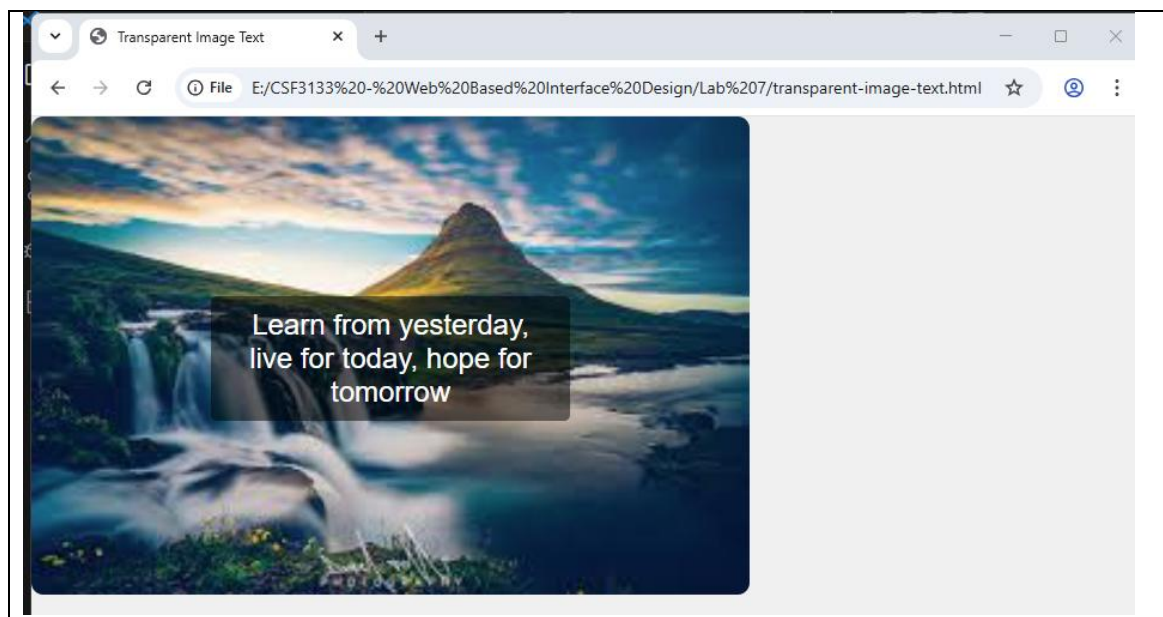 Transparent Image Text
File
E:/CSF3133%20-%20Web%20Based%20Interface%20Design/Lab%207/transparent-image-text.html
Learn from yesterday,
live for today, hope for
tomorrow
PHOTOGRAPHY